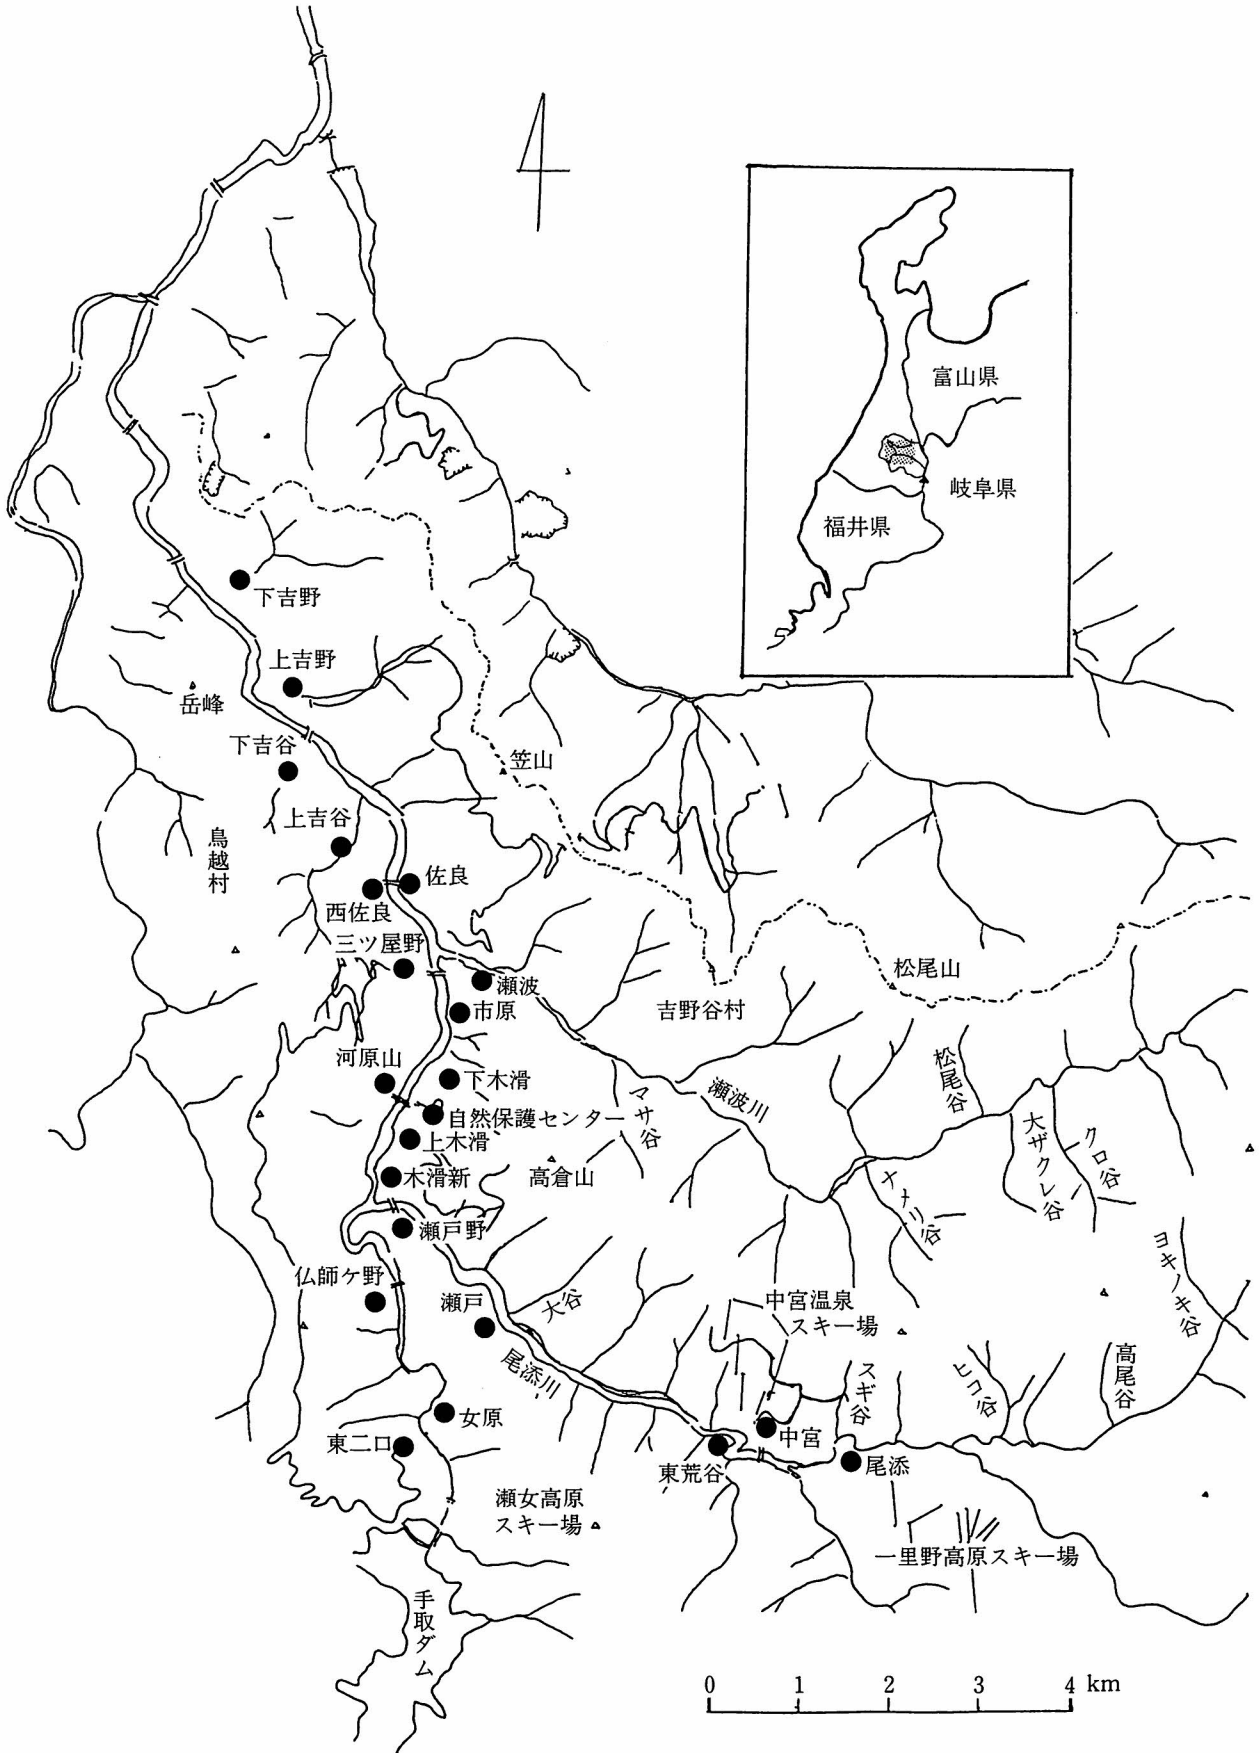 富山県
岐阜県
福井県
下吉野
上吉野
岳峰
下吉谷
笠山
上吉谷
鳥越村
佐良
西佐良
三ツ屋野
瀬波
松尾山
市原
吉野谷村
河原山
下木滑
マサ谷
瀬波川
松尾谷
自然保護センター
大ザクレ谷
クロ谷
上木滑
高倉山
木滑新
ナメリ谷
瀬戸野
ヨキノキ谷
仏師ケ野
瀬戸
大谷
中宮温泉
スキー場
尾添川
スギ谷
ヒコ谷
高尾谷
女原
中宮
東二口
東荒谷
尾添
瀬女高原
スキー場
一里野高原スキー場
手取ダム
0 1 2 3 4 km